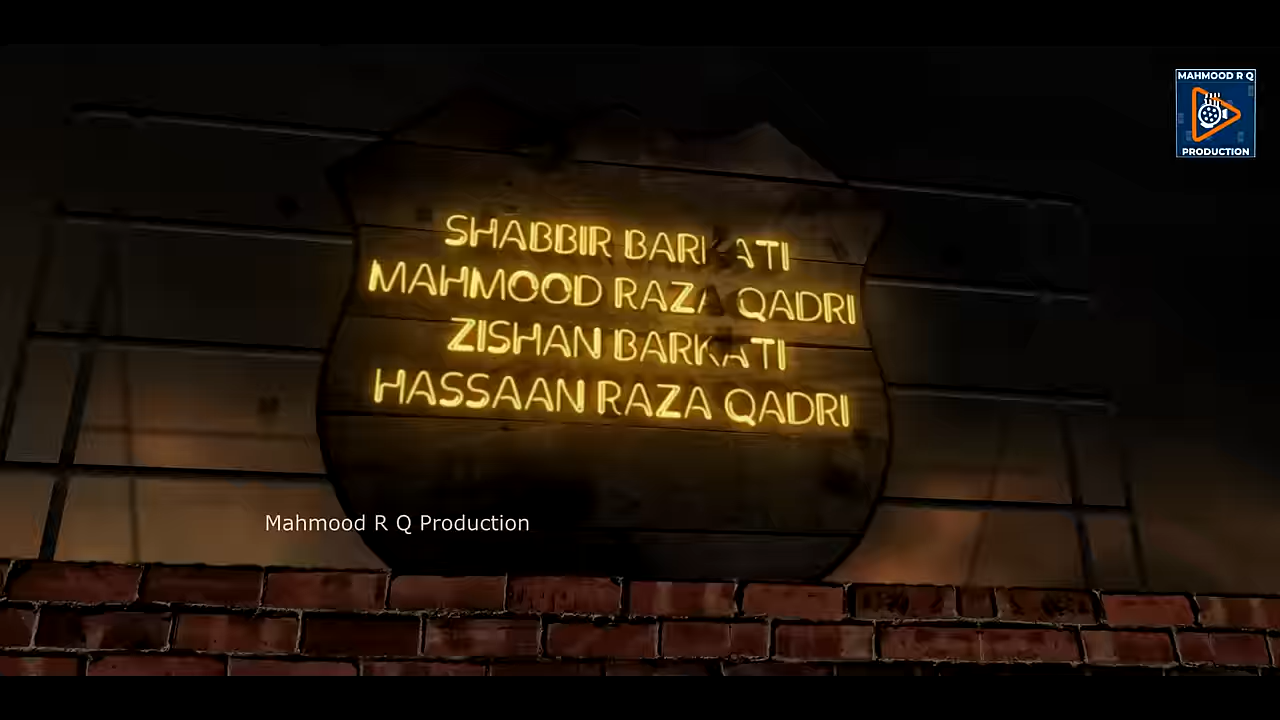 MAHMOOD R Q
PRODUCTION
SHABBIR BARKATI
MAHMOOD RAZA QADRI
ZISHAN BARKATI
HASSAAN RAZA QADRI
Mahmood R Q Production